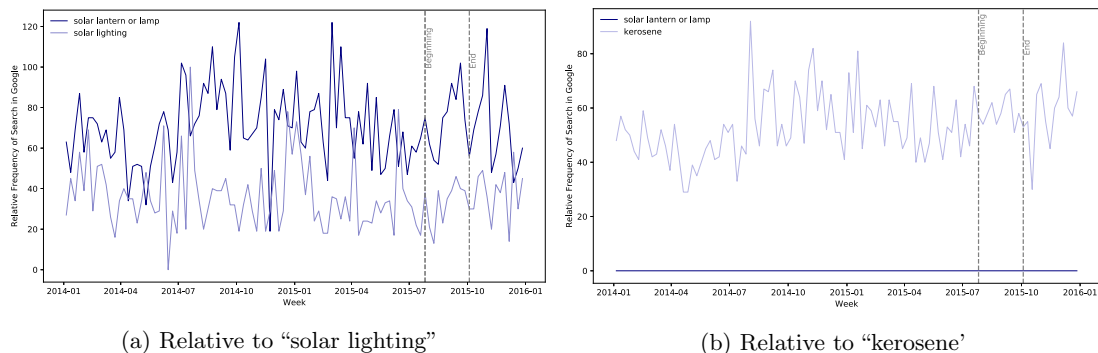 solar lantern or lamp
solar lighting
120
100
80
60
40
20
0
Relative Frequency of Search in Google
Beginning
End
2014-01
2014-04
2014-07
2014-10
2015-01
2015-04
2015-07
2015-10
2016-01
Week
(a) Relative to “solar lighting”
solar lantern or lamp
kerosene
80
60
40
20
0
Relative Frequency of Search in Google
Beginning
End
2014-01
2014-04
2014-07
2014-10
2015-01
2015-04
2015-07
2015-10
2016-01
Week
(b) Relative to “kerosene‘